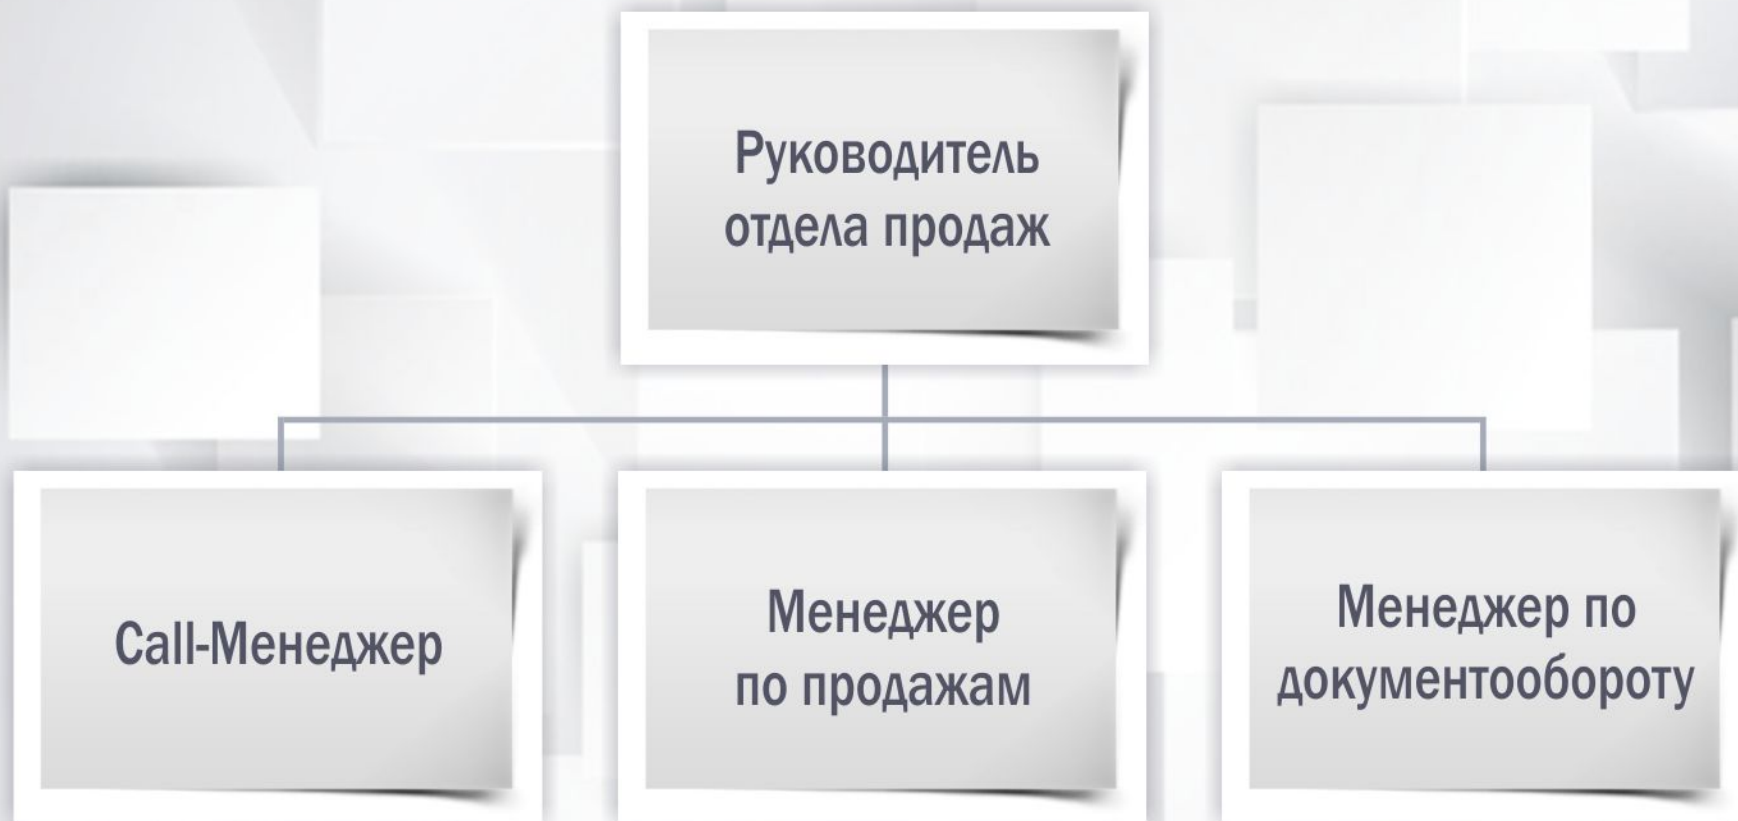 Руководитель
отдела продаж
Call-Менеджер
Менеджер
по продажам
Менеджер по
документообороту